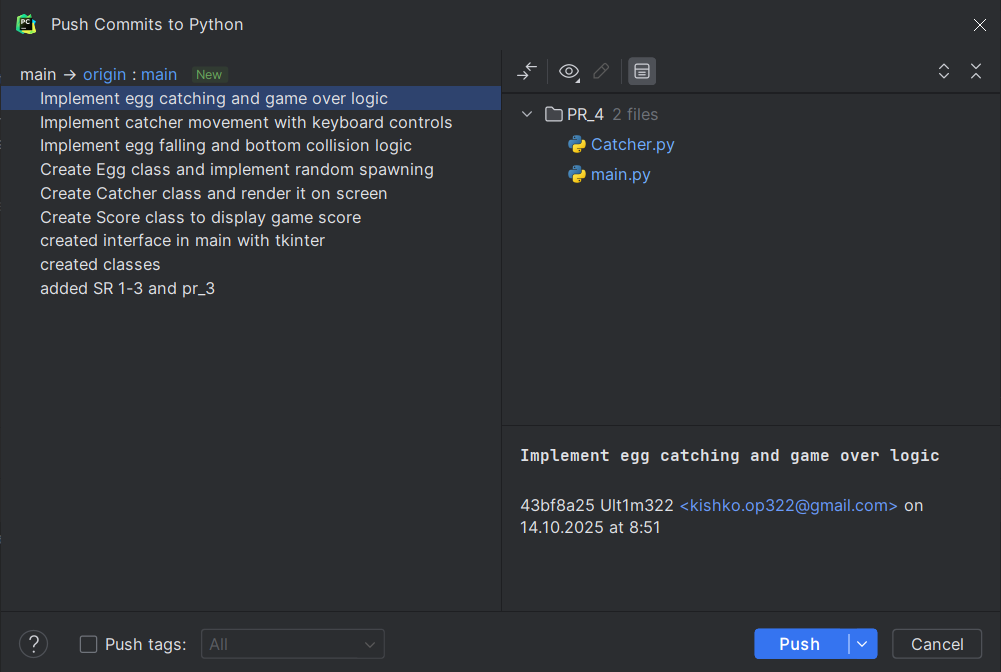 Push Commits to Python
main → origin : main New
Implement egg catching and game over logic
Implement catcher movement with keyboard controls
Implement egg falling and bottom collision logic
Create Egg class and implement random spawning
Create Catcher class and render it on screen
Create Score class to display game score
created interface in main with tkinter
created classes
added SR 1-3 and pr_3
PR_4 2 files
Catcher.py
main.py
Implement egg catching and game over logic
43bf8a25 Ult1m322 <kishko.op322@gmail.com> on
14.10.2025 at 8:51
? Push tags: All
Push
Cancel